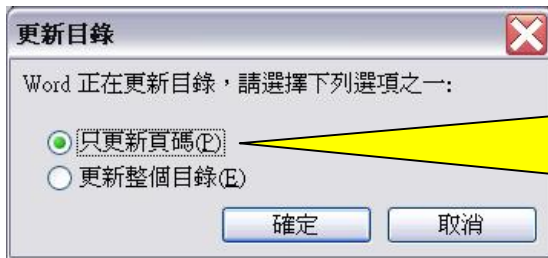 更新目錄
Word 正在更新目錄，請選擇下列選項之一:
只更新頁碼(P)
更新整個目錄(E)
確定
取消